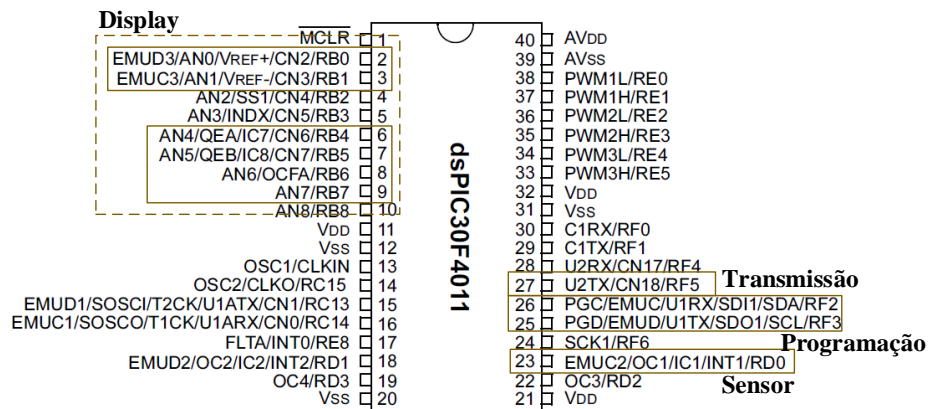 Display
MCLR 1
EMUD3/AN0/VREF+/CN2/RB0 2
EMUC3/AN1/VREF-/CN3/RB1 3
AN2/SS1/CN4/RB2 4
AN3/INDX/CN5/RB3 5
AN4/QEA/IC7/CN6/RB4 6
AN5/QEB/IC8/CN7/RB5 7
AN6/OCFA/RB6 8
AN7/RB7 9
AN8/RB8 10
VDD 11
VSS 12
OSC1/CLKIN 13
OSC2/CLKO/RC15 14
EMUD1/SOSCI/T2CK/U1ATX/CN1/RC13 15
EMUC1/SOSCO/T1CK/U1ARX/CN0/RC14 16
FLTA/INT0/RE8 17
EMUD2/OC2/IC2/INT2/RD1 18
OC4/RD3 19
VSS 20
dsPIC30F4011
40 AVDD
39 AVSS
38 PWM1L/RE0
37 PWM1H/RE1
36 PWM2L/RE2
35 PWM2H/RE3
34 PWM3L/RE4
33 PWM3H/RE5
32 VDD
31 VSS
30 C1RX/RF0
29 C1TX/RF1
28 U2RX/CN17/RF4
Transmissão
27 U2TX/CN18/RF5
26 PGC/EMUC/U1RX/SDI1/SDA/RF2
25 PGD/EMUD/U1TX/SDO1/SCL/RF3
Programação
24 SCK1/RF6
23 EMUC2/OC1/IC1/INT1/RD0
22 OC3/RD2
Sensor
21 VDD